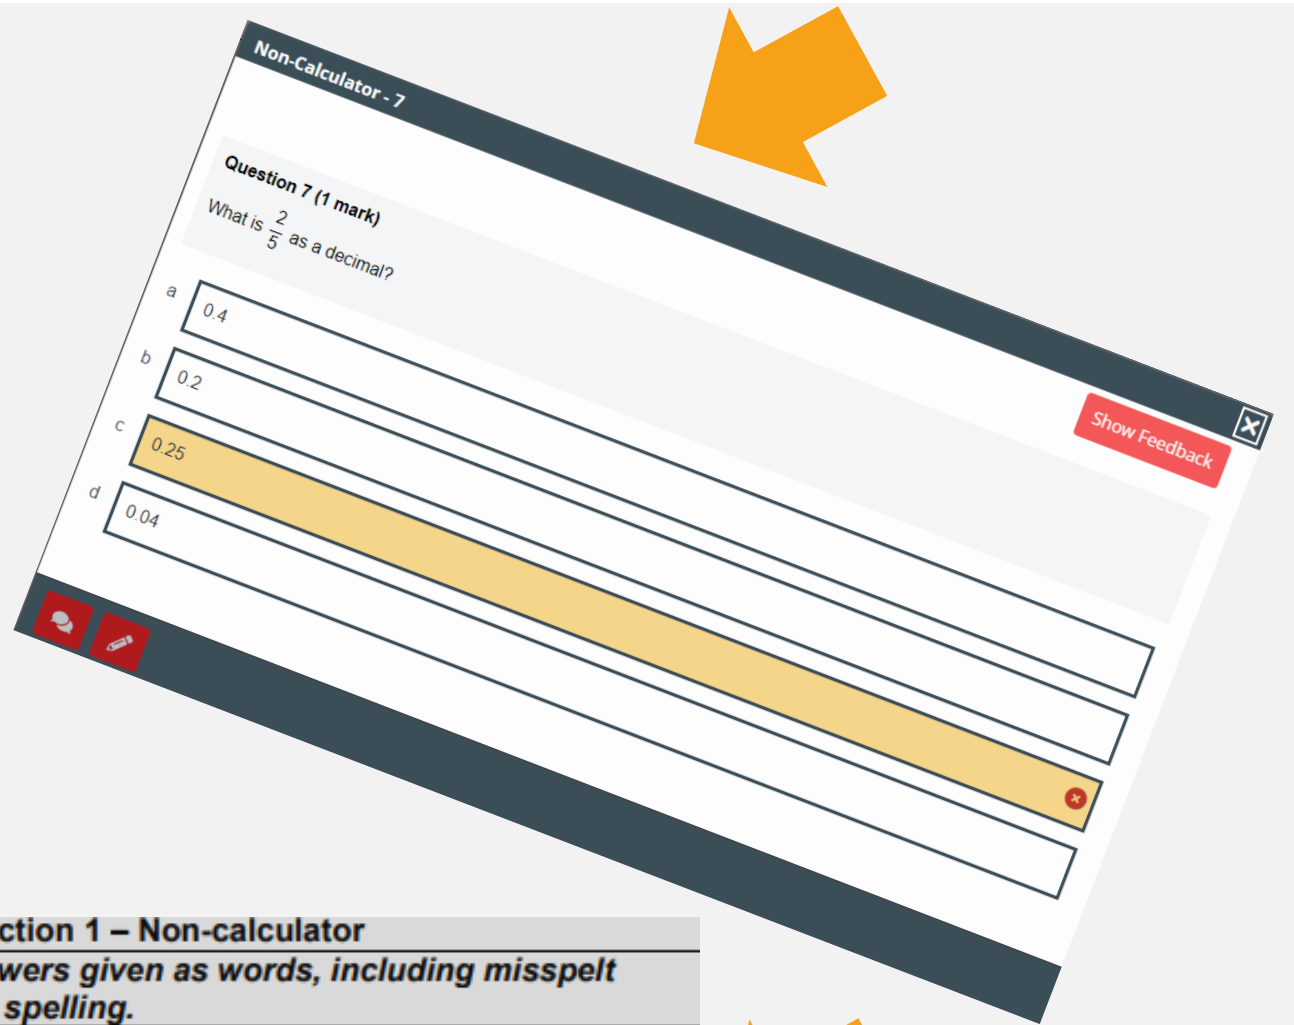 Non-Calculator - 7
Question 7 (1 mark)
What is 2/5 as a decimal?
Show Feedback
a 0.4
b 0.2
c 0.25
d 0.04
ction 1 – Non-calculator
wers given as words, including misspelt
spelling.